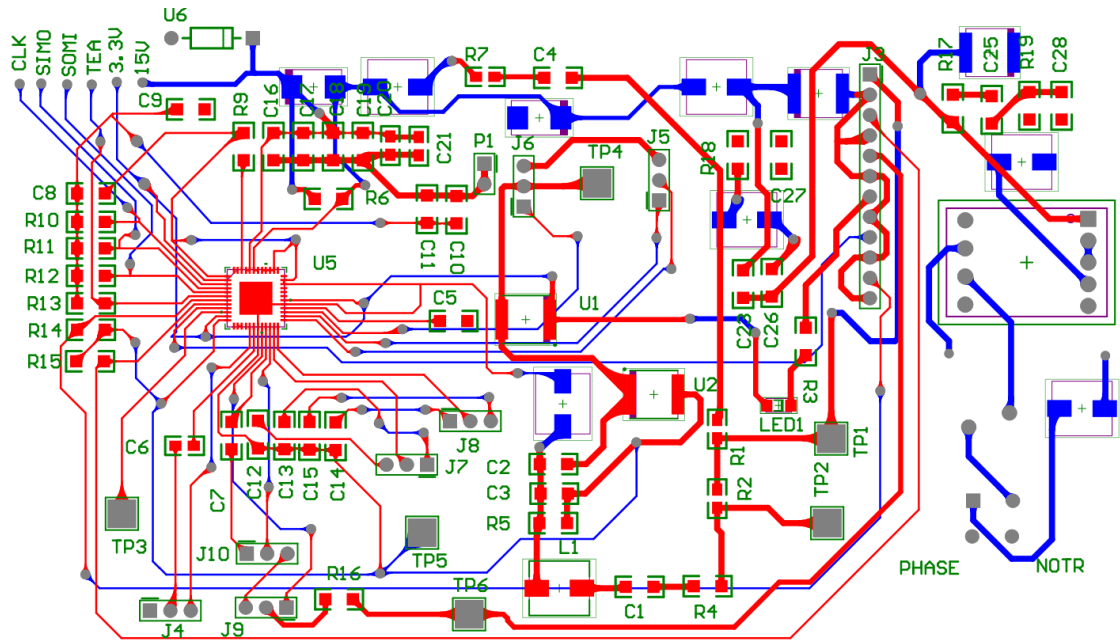 U6
CLK
SIMO
SOMI
TEA
3.3V
15V
C9
R9
C16
C17
C18
C19
C20
C21
R7
C4
P1
J6
J5
TP4
R18
C27
J3
R17
C25
R19
C28
C8
R10
R11
R12
R13
R14
R15
R6
C11
C10
U5
C5
U1
U2
C23
C26
R3
LED1
TP1
TP2
R1
R2
C6
C7
C12
C13
C15
C14
J8
J7
C2
C3
R5
L1
TP3
J10
TP5
TP6
R16
J4
J9
C1
R4
PHASE
NOTR